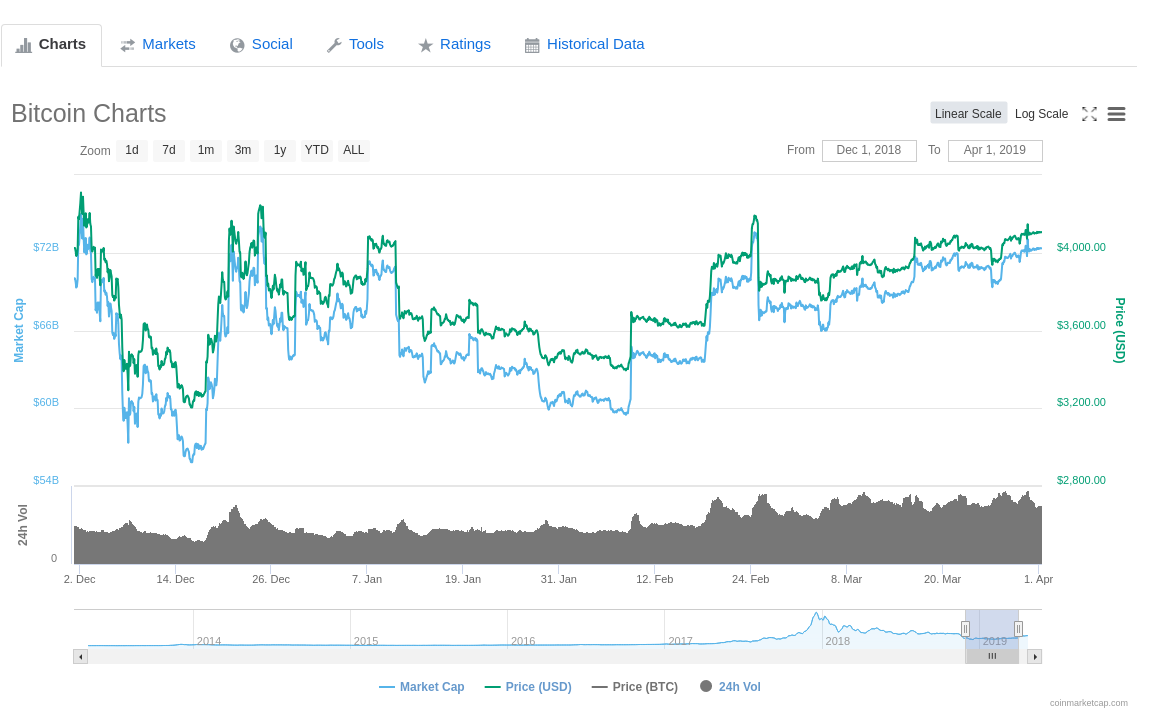 Charts Markets Social Tools Ratings Historical Data
Bitcoin Charts
Linear Scale Log Scale
Zoom 1d 7d 1m 3m 1y YTD ALL From Dec 1, 2018 To Apr 1, 2019
Market Cap
$72B
$66B
$60B
$54B
$4,000.00
$3,600.00
$3,200.00
$2,800.00
Price (USD)
24h Vol
0
2. Dec 14. Dec 26. Dec 7. Jan 19. Jan 31. Jan 12. Feb 24. Feb 8. Mar 20. Mar 1. Apr
2014 2015 2016 2017 2018 2019
Market Cap Price (USD) Price (BTC) 24h Vol
coinmarketcap.com